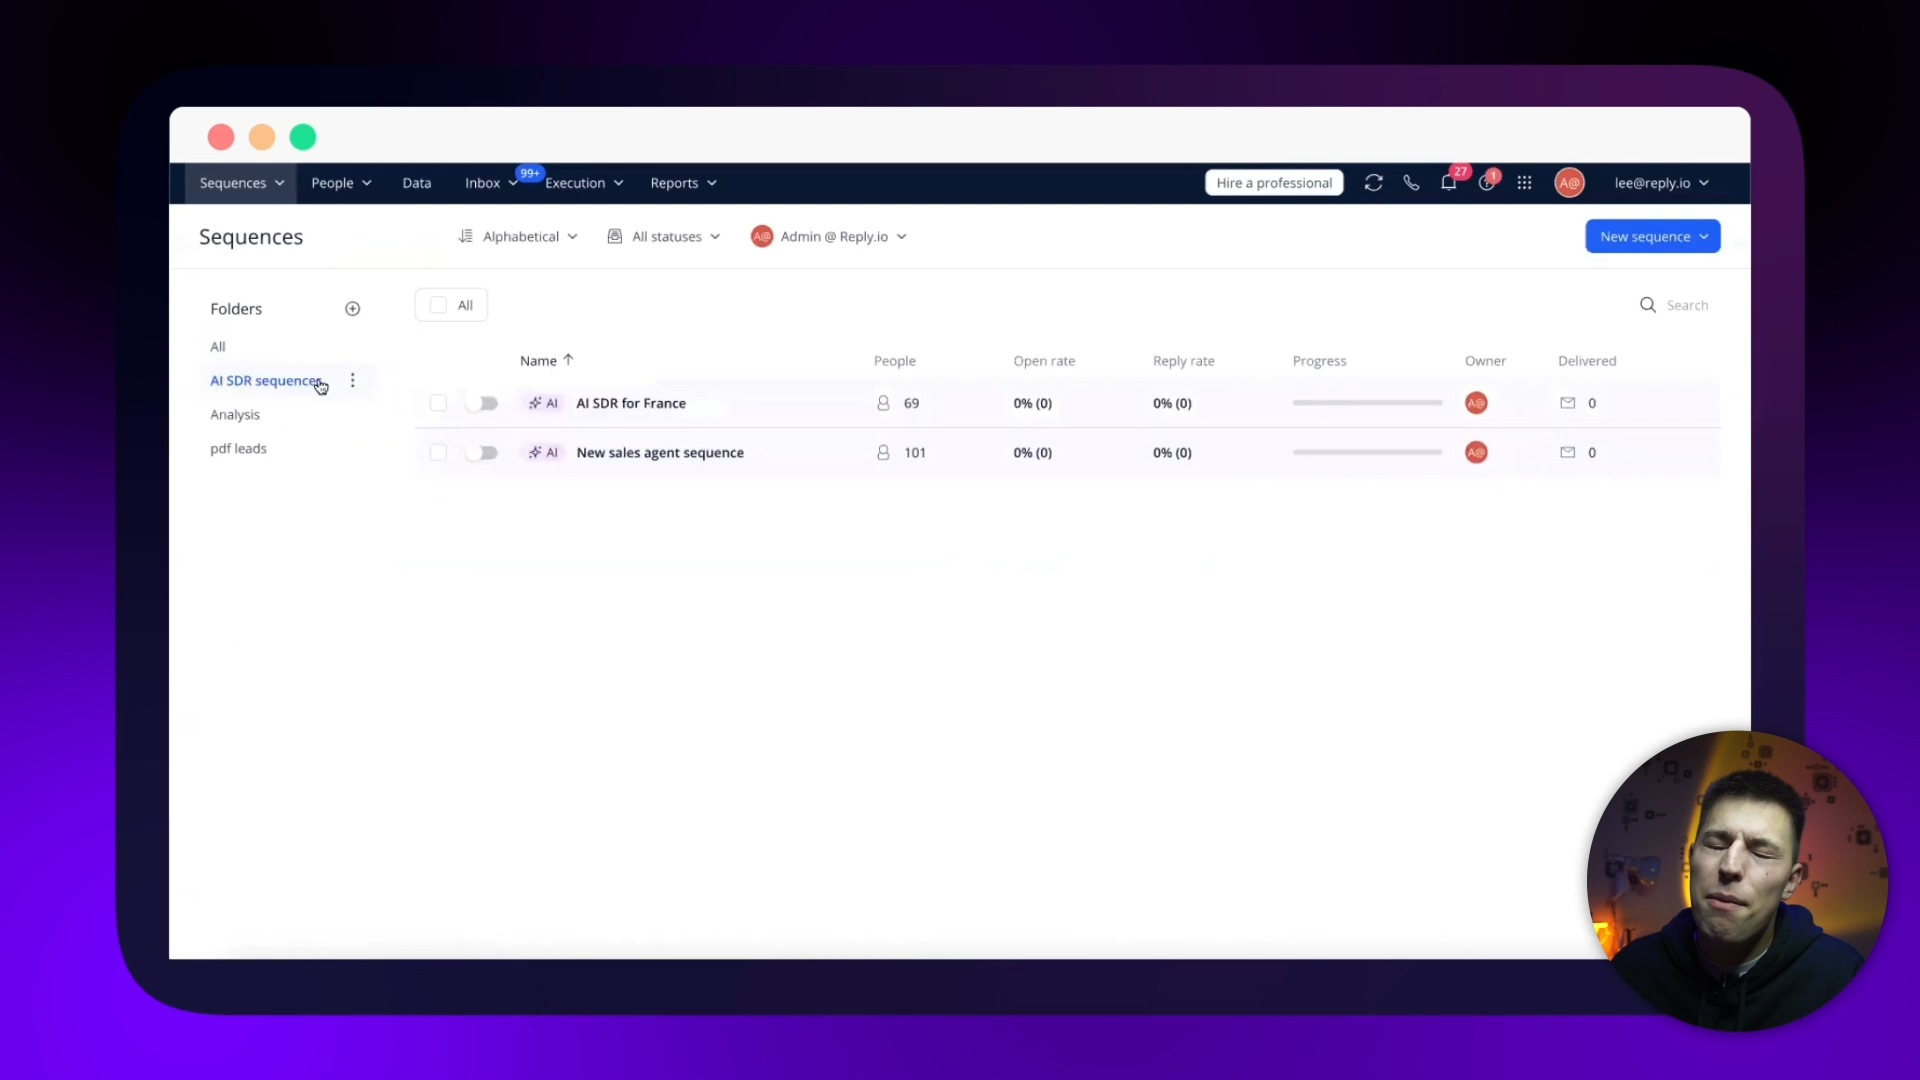 Sequences People Data Inbox 99+ Execution Reports Hire a professional 27 1 A@ lee@reply.io
Sequences Alphabetical All statuses A@ Admin @ Reply.io New sequence
Folders
All
AI SDR sequences
Analysis
pdf leads
All Search
Name People Open rate Reply rate Progress Owner Delivered
AI AI SDR for France 69 0% (0) 0% (0) A@ 0
AI New sales agent sequence 101 0% (0) 0% (0) A@ 0